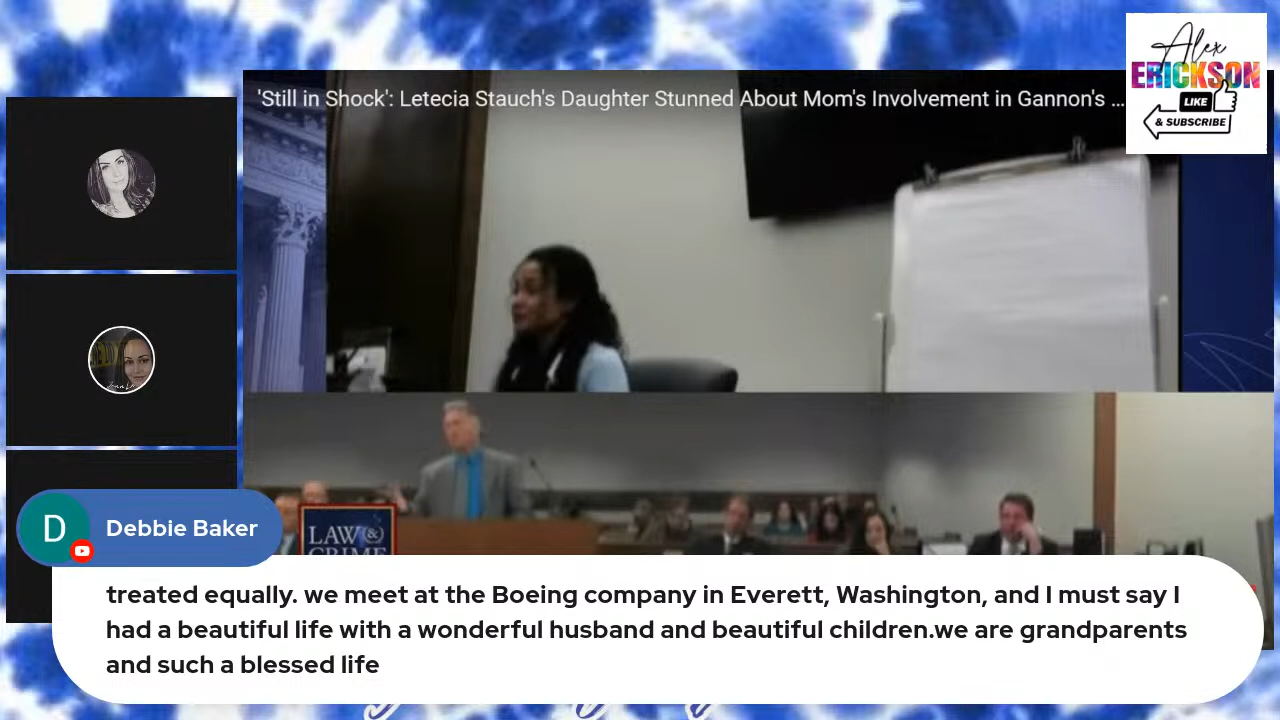 Alex
ERICKSON
LIKE
& SUBSCRIBE
'Still in Shock': Letecia Stauch's Daughter Stunned About Mom's Involvement in Gannon's ...
LAW &
CRIME
D
Debbie Baker
treated equally. we meet at the Boeing company in Everett, Washington, and I must say I
had a beautiful life with a wonderful husband and beautiful children.we are grandparents
and such a blessed life